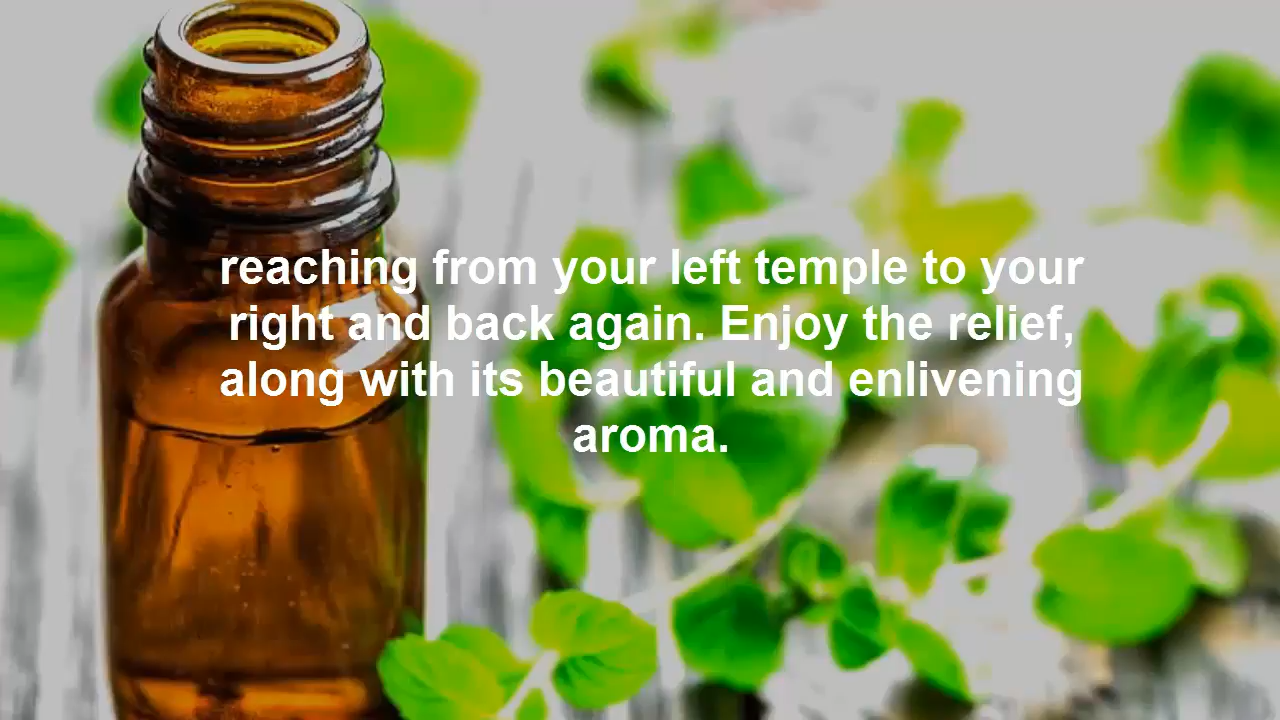 reaching from your left temple to your
right and back again. Enjoy the relief,
along with its beautiful and enlivening
aroma.